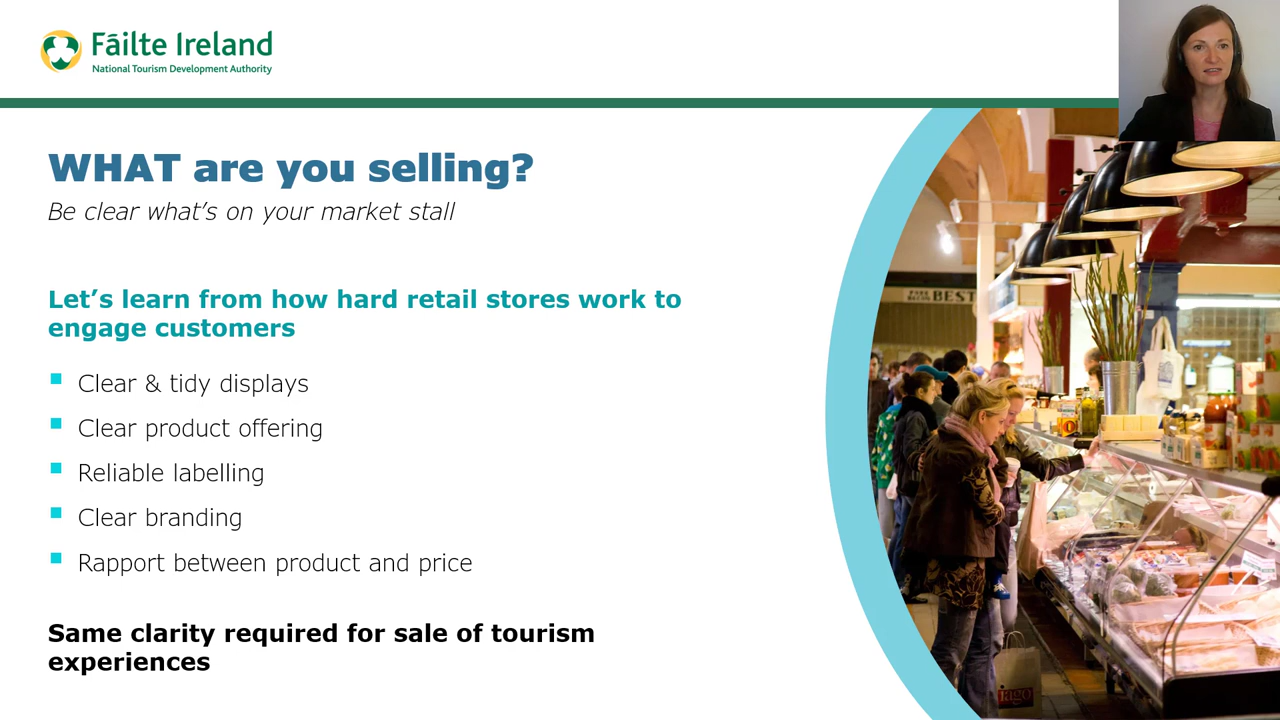 Fáilte Ireland
National Tourism Development Authority
WHAT are you selling?
Be clear what’s on your market stall
Let’s learn from how hard retail stores work to
engage customers
Clear & tidy displays
Clear product offering
Reliable labelling
Clear branding
Rapport between product and price
Same clarity required for sale of tourism
experiences
BEST
iago